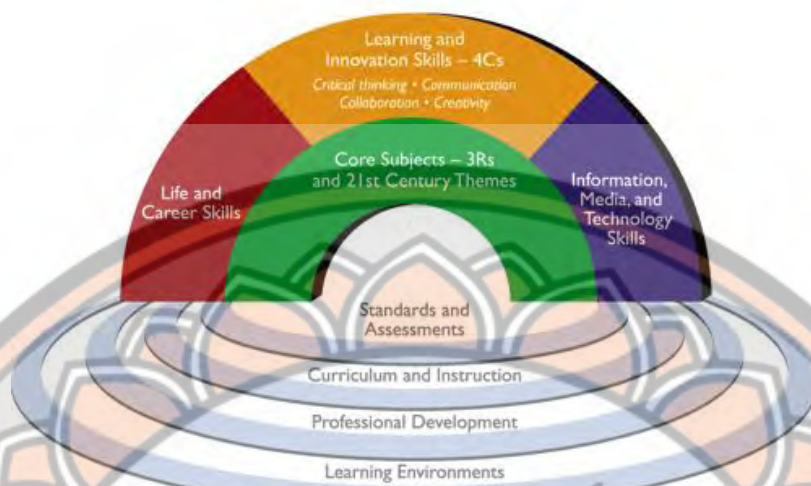 Learning and
Innovation Skills – 4Cs
Critical thinking • Communication
Collaboration • Creativity
Core Subjects – 3Rs
and 21st Century Themes
Life and
Career Skills
Information,
Media, and
Technology
Skills
Standards and
Assessments
Curriculum and Instruction
Professional Development
Learning Environments